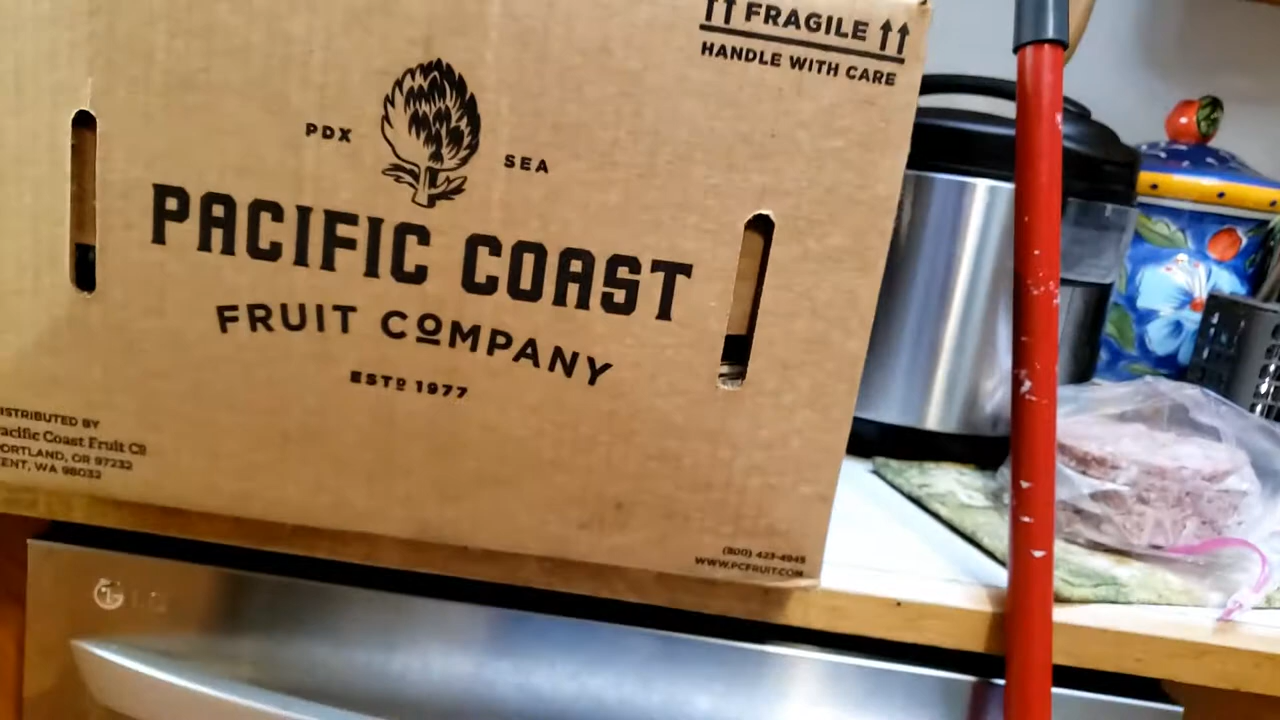 FRAGILE
HANDLE WITH CARE
PDX
SEA
PACIFIC COAST
FRUIT COMPANY
ESTD 1977
ISTRIBUTED BY
acific Coast Fruit Co
ORTLAND, OR 97232
ENT, WA 98032
(800) 423-4945
WWW.PCFRUIT.COM
LG